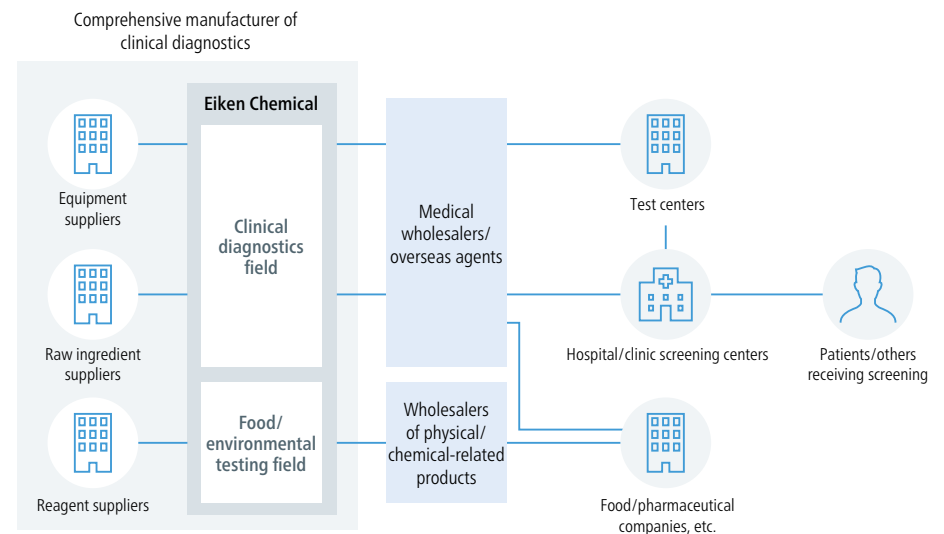 Comprehensive manufacturer of
clinical diagnostics
Eiken Chemical
Equipment
suppliers
Raw ingredient
suppliers
Reagent suppliers
Clinical
diagnostics
field
Food/
environmental
testing field
Medical
wholesalers/
overseas agents
Wholesalers
of physical/
chemical-related
products
Test centers
Hospital/clinic screening centers
Patients/others
receiving screening
Food/pharmaceutical
companies, etc.